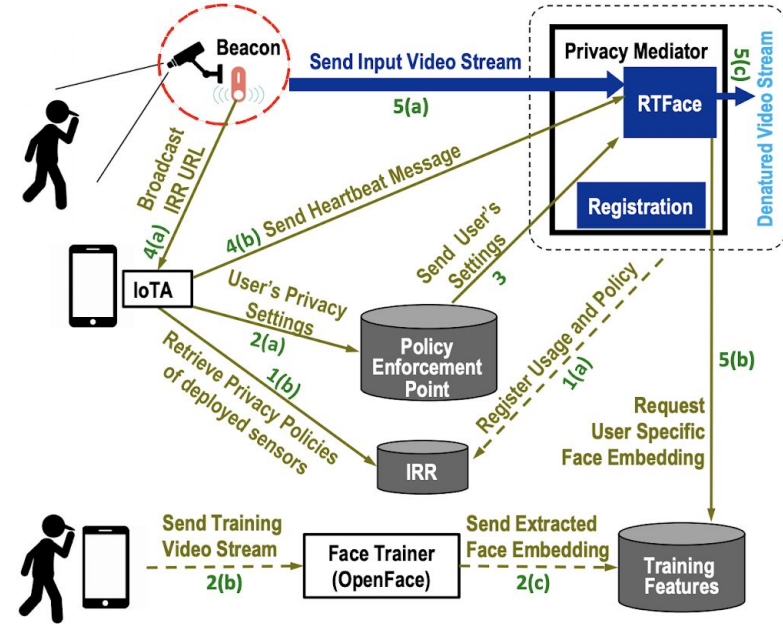 Beacon
Send Input Video Stream
5(a)
Privacy Mediator
RTFace
5(c)
Denatured Video Stream
Registration
Broadcast
IRR URL
4(a)
4(b) Send Heartbeat Message
Send User's
Settings
3
IoTA
User's Privacy
Settings
2(a)
Policy
Enforcement
Point
Retrieve Privacy Policies
of deployed sensors
1(b)
Register Usage and Policy
1(a)
IRR
5(b)
Request
User Specific
Face Embedding
Send Training
Video Stream
2(b)
Face Trainer
(OpenFace)
Send Extracted
Face Embedding
2(c)
Training
Features